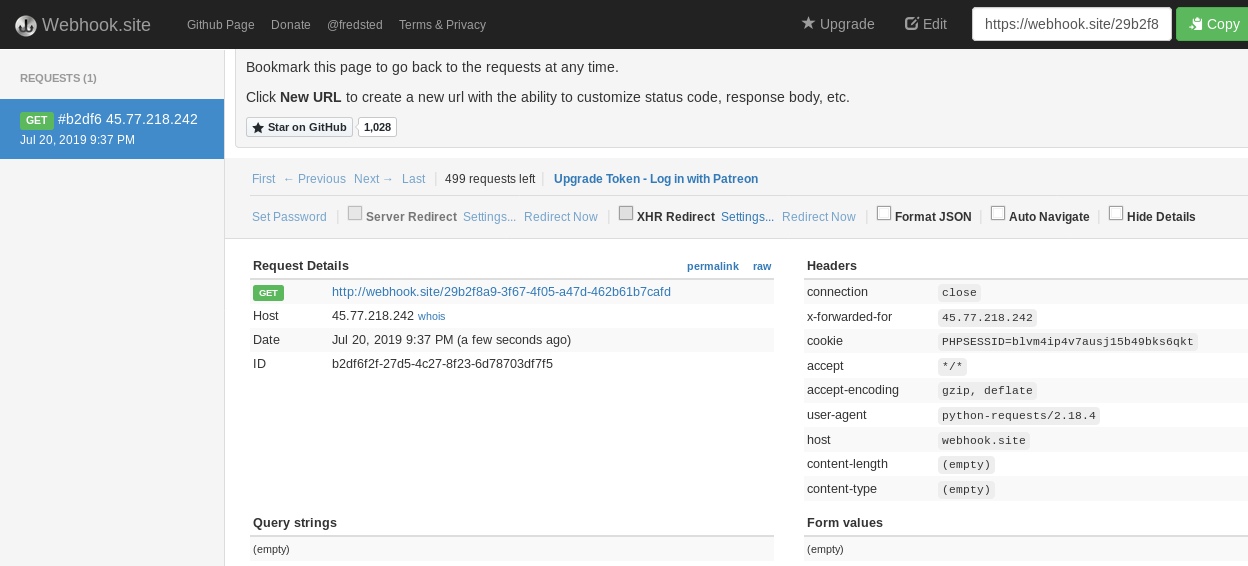 Webhook.site Github Page Donate @fredsted Terms & Privacy Upgrade Edit https://webhook.site/29b2f8 Copy
REQUESTS (1)
GET #b2df6 45.77.218.242
Jul 20, 2019 9:37 PM
Bookmark this page to go back to the requests at any time.
Click New URL to create a new url with the ability to customize status code, response body, etc.
Star on GitHub 1,028
First ← Previous Next → Last 499 requests left Upgrade Token - Log in with Patreon
Set Password Server Redirect Settings... Redirect Now XHR Redirect Settings... Redirect Now Format JSON Auto Navigate Hide Details
Request Details permalink raw
GET http://webhook.site/29b2f8a9-3f67-4f05-a47d-462b61b7cafd
Host 45.77.218.242 whois
Date Jul 20, 2019 9:37 PM (a few seconds ago)
ID b2df6f2f-27d5-4c27-8f23-6d78703df7f5
Headers
connection close
x-forwarded-for 45.77.218.242
cookie PHPSESSID=blvm4ip4v7ausj15b49bks6qkt
accept */*
accept-encoding gzip, deflate
user-agent python-requests/2.18.4
host webhook.site
content-length (empty)
content-type (empty)
Query strings
(empty)
Form values
(empty)